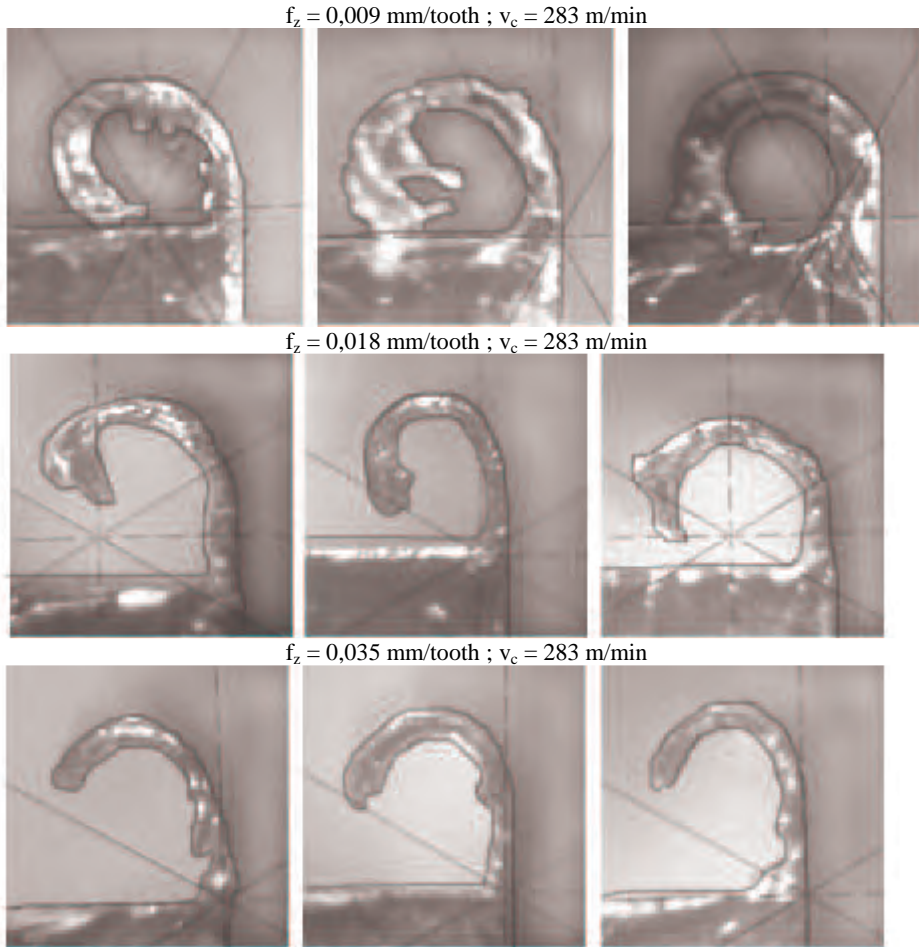 f_z = 0,009 mm/tooth ; v_c = 283 m/min
f_z = 0,018 mm/tooth ; v_c = 283 m/min
f_z = 0,035 mm/tooth ; v_c = 283 m/min